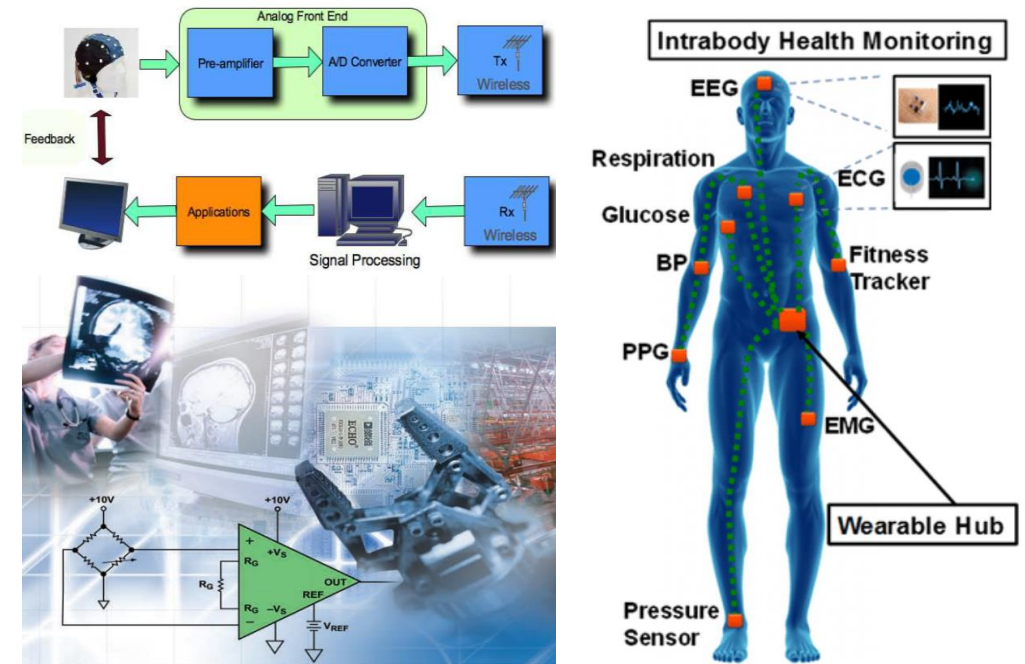 Analog Front End
Pre-amplifier
A/D Converter
Tx
Wireless
Feedback
Applications
Signal Processing
Rx
Wireless
ECHO
+10V
+10V
+
+Vs
RG
RG
RG
OUT
REF
-Vs
−
VREF
Intrabody Health Monitoring
EEG
Respiration
ECG
Glucose
BP
Fitness
Tracker
PPG
EMG
Wearable Hub
Pressure
Sensor